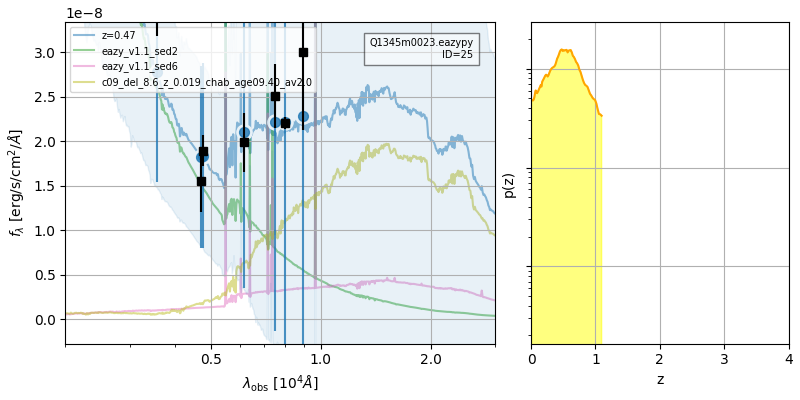 1e−8
z=0.47
eazy_v1.1_sed2
eazy_v1.1_sed6
c09_del_8.6_z_0.019_chab_age09.40_av2.0
Q1345m0023.eazypy
ID=25
3.0
2.5
2.0
1.5
1.0
0.5
0.0
fλ [erg/s/cm²/Å]
0.5
1.0
2.0
λobs [10⁴Å]
p(z)
0
1
2
3
4
z